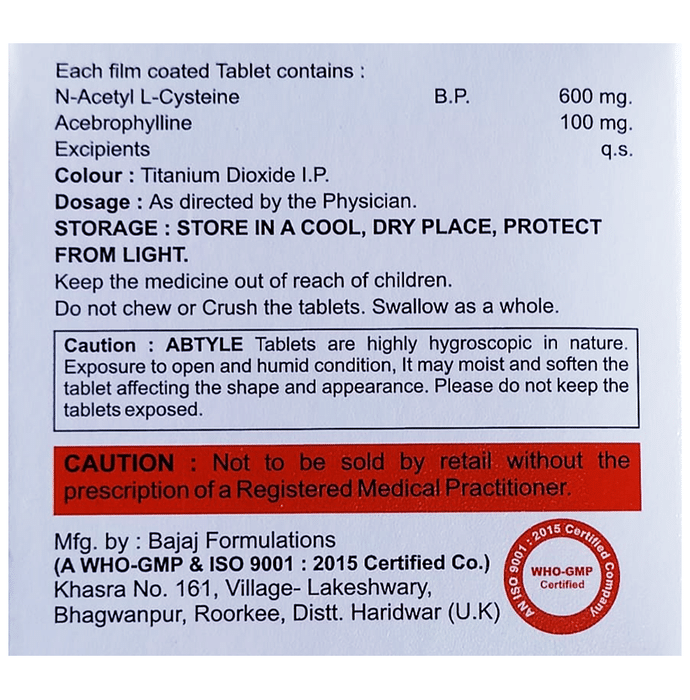 Each film coated Tablet contains :
N-Acetyl L-Cysteine B.P. 600 mg.
Acebrophylline 100 mg.
Excipients q.s.
Colour : Titanium Dioxide I.P.
Dosage : As directed by the Physician.
STORAGE : STORE IN A COOL, DRY PLACE, PROTECT
FROM LIGHT.
Keep the medicine out of reach of children.
Do not chew or Crush the tablets. Swallow as a whole.
Caution : ABTYLE Tablets are highly hygroscopic in nature.
Exposure to open and humid condition, It may moist and soften the
tablet affecting the shape and appearance. Please do not keep the
tablets exposed.
CAUTION : Not to be sold by retail without the
prescription of a Registered Medical Practitioner.
Mfg. by : Bajaj Formulations
(A WHO-GMP & ISO 9001 : 2015 Certified Co.)
Khasra No. 161, Village- Lakeshwary,
Bhagwanpur, Roorkee, Distt. Haridwar (U.K)
AN ISO 9001 : 2015 Certified Company
WHO-GMP
Certified